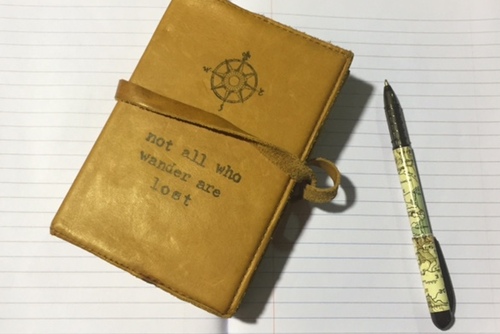 not all who
wander are
lost